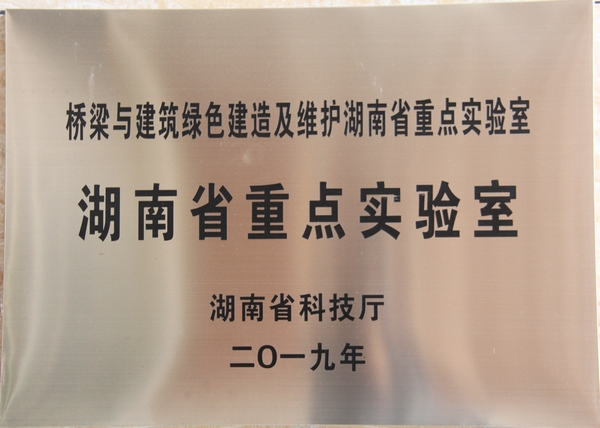 桥梁与建筑绿色建造及维护湖南省重点实验室
湖南省重点实验室
湖南省科技厅
二〇一九年